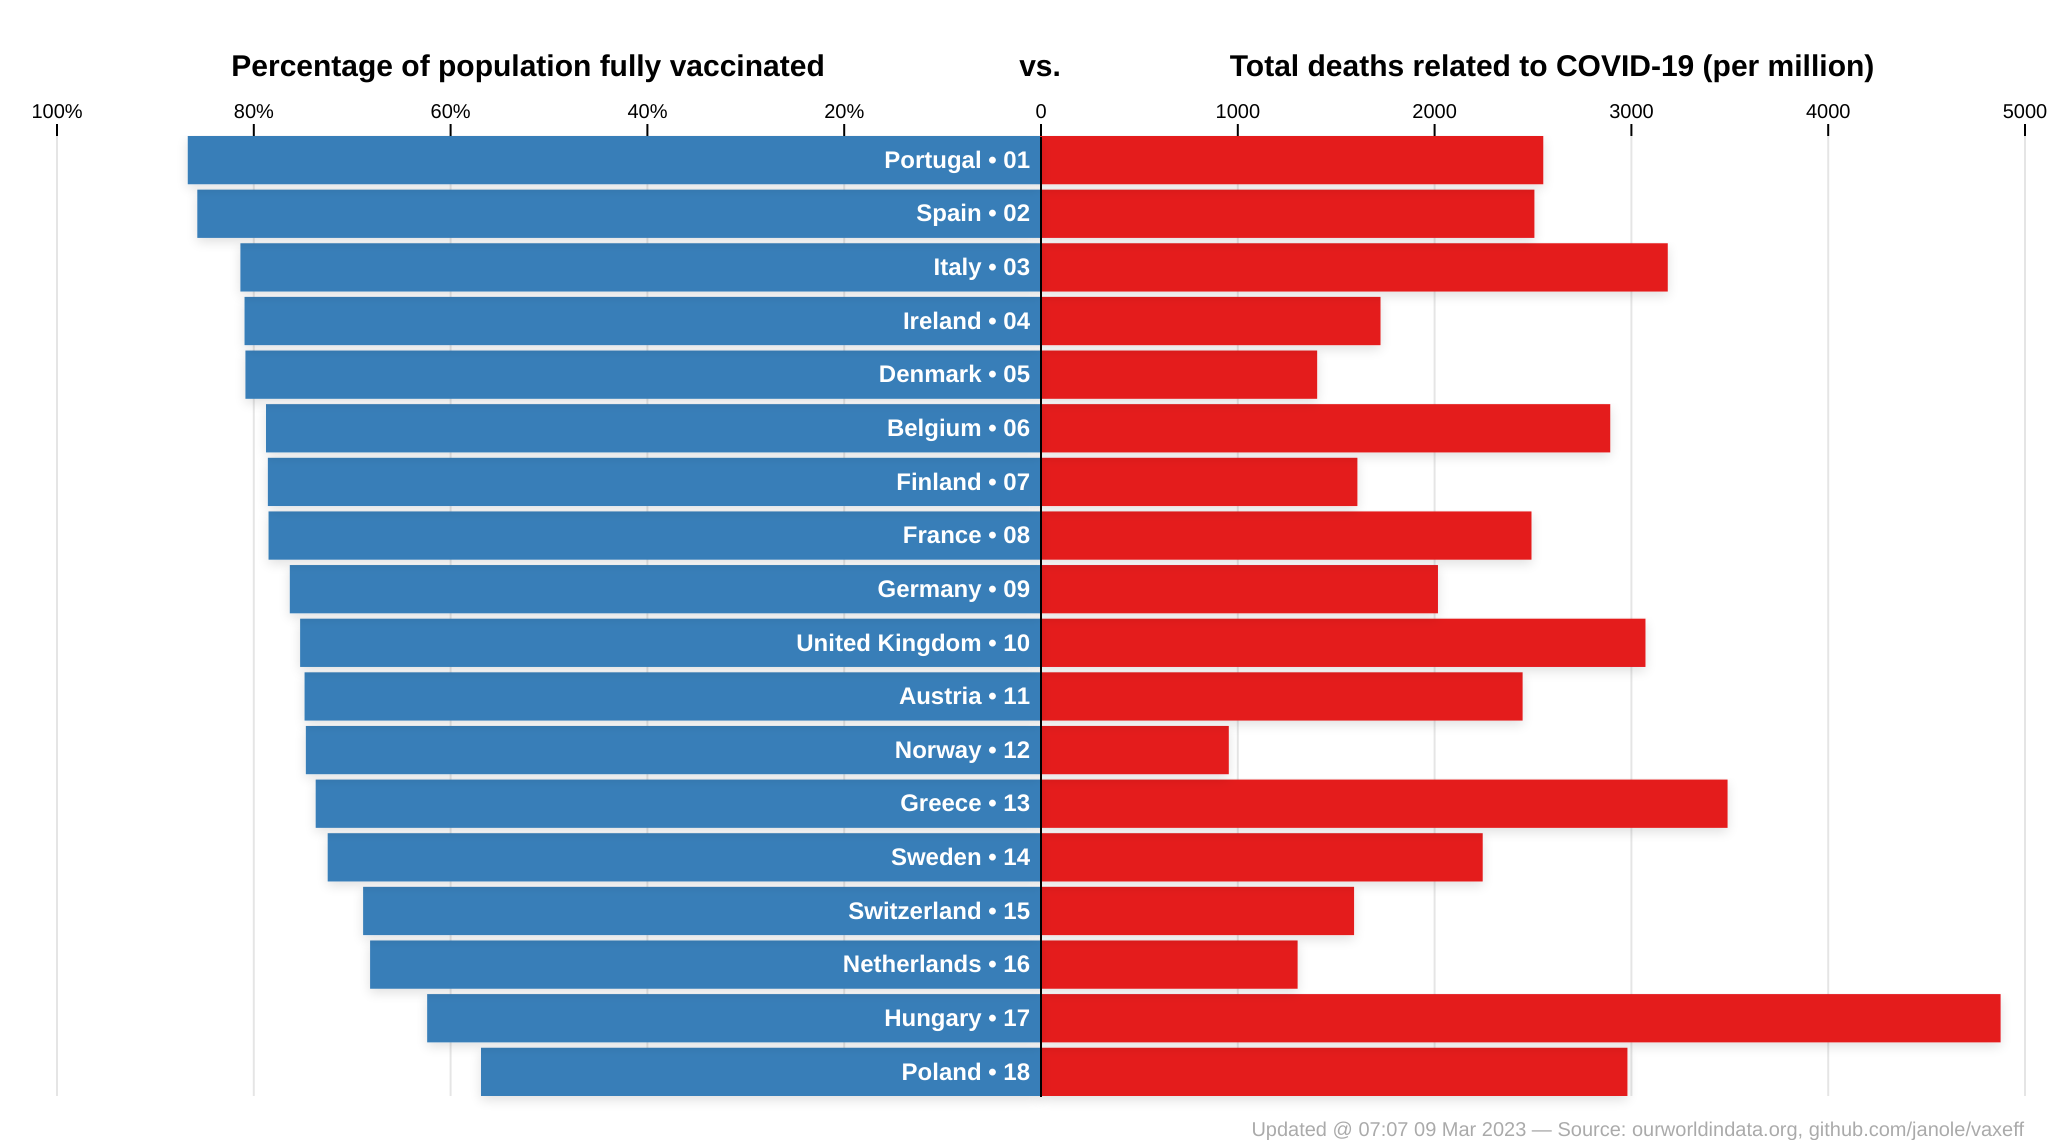 Percentage of population fully vaccinated vs. Total deaths related to COVID-19 (per million)
100% 80% 60% 40% 20% 0 1000 2000 3000 4000 5000
Portugal • 01
Spain • 02
Italy • 03
Ireland • 04
Denmark • 05
Belgium • 06
Finland • 07
France • 08
Germany • 09
United Kingdom • 10
Austria • 11
Norway • 12
Greece • 13
Sweden • 14
Switzerland • 15
Netherlands • 16
Hungary • 17
Poland • 18
Updated @ 07:07 09 Mar 2023 — Source: ourworldindata.org, github.com/janole/vaxeff